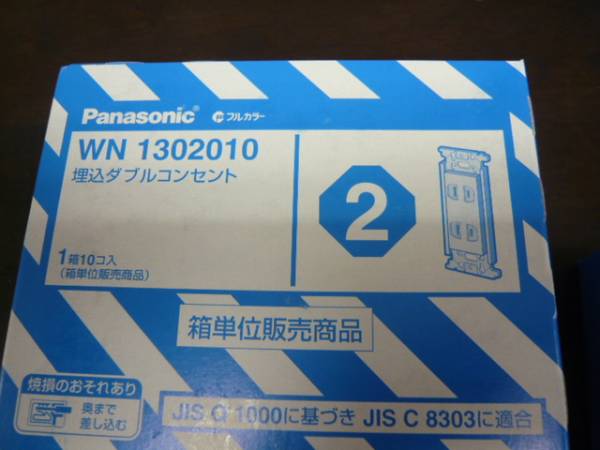 Panasonic® JW フルカラー
WN 1302010
埋込ダブルコンセント
2
1箱10コ入
(箱単位販売商品)
箱単位販売商品
焼損のおそれあり
奥まで
差し込む
JIS Q 1000に基づき JIS C 8303に適合